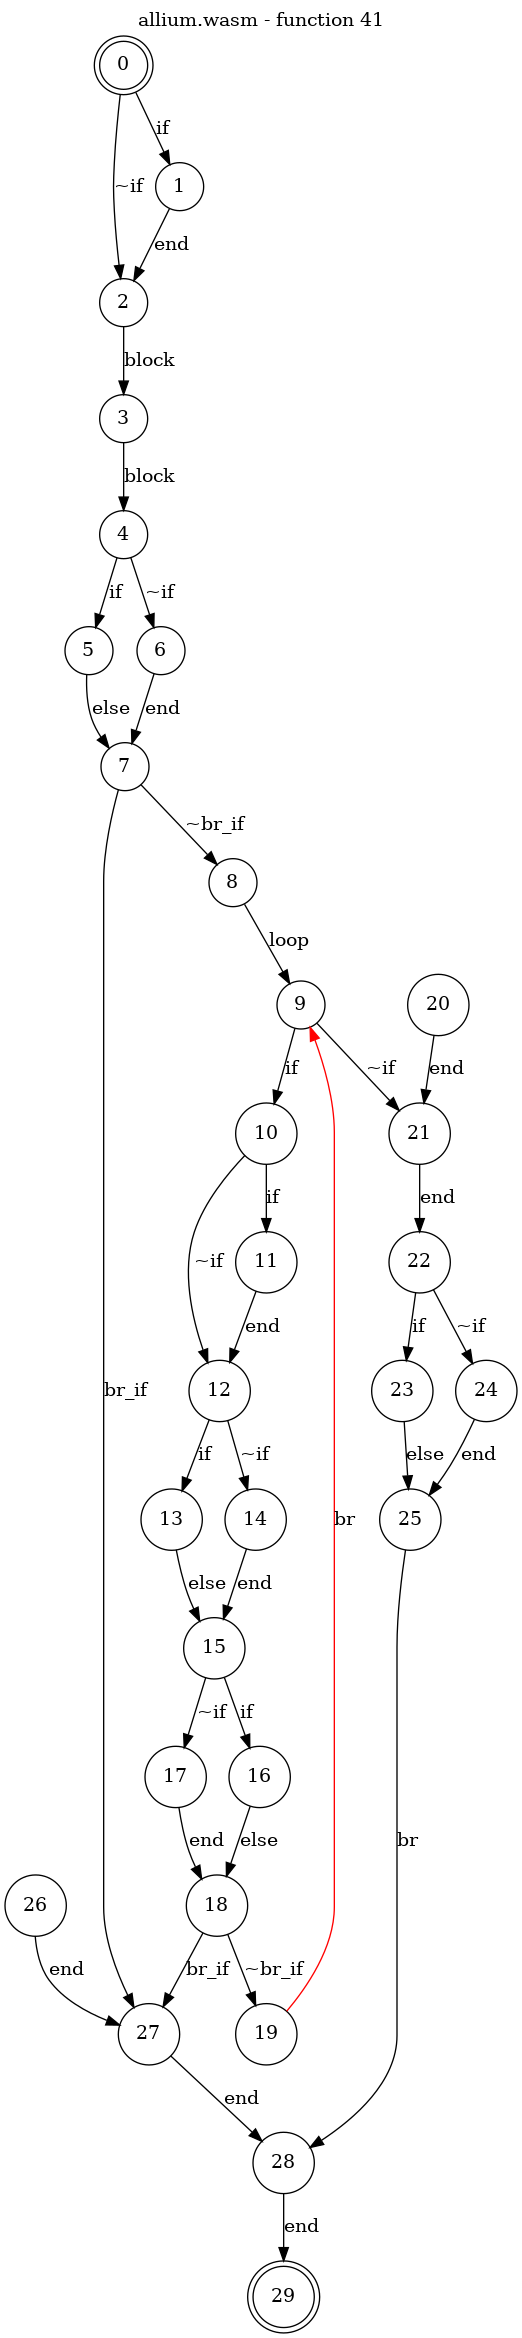 allium.wasm - function 41
0
if
~if
1
end
2
block
3
block
4
if
~if
5
6
else
end
7
~br_if
8
loop
9
20
if
~if
end
10
21
if
end
~if
11
22
end
if
~if
12
23
24
br_if
if
~if
else
end
13
14
25
br
else
end
15
~if
if
17
16
end
else
br
26
18
end
br_if
~br_if
27
19
end
28
end
29